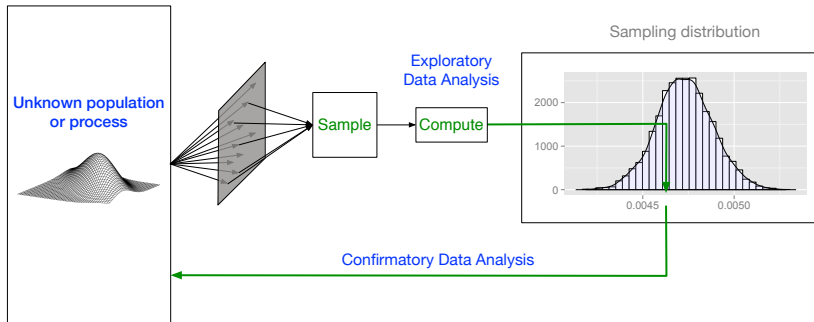 Sampling distribution
Exploratory
Data Analysis
Unknown population
or process
Sample
Compute
2000
1000
0
0.0045
0.0050
Confirmatory Data Analysis